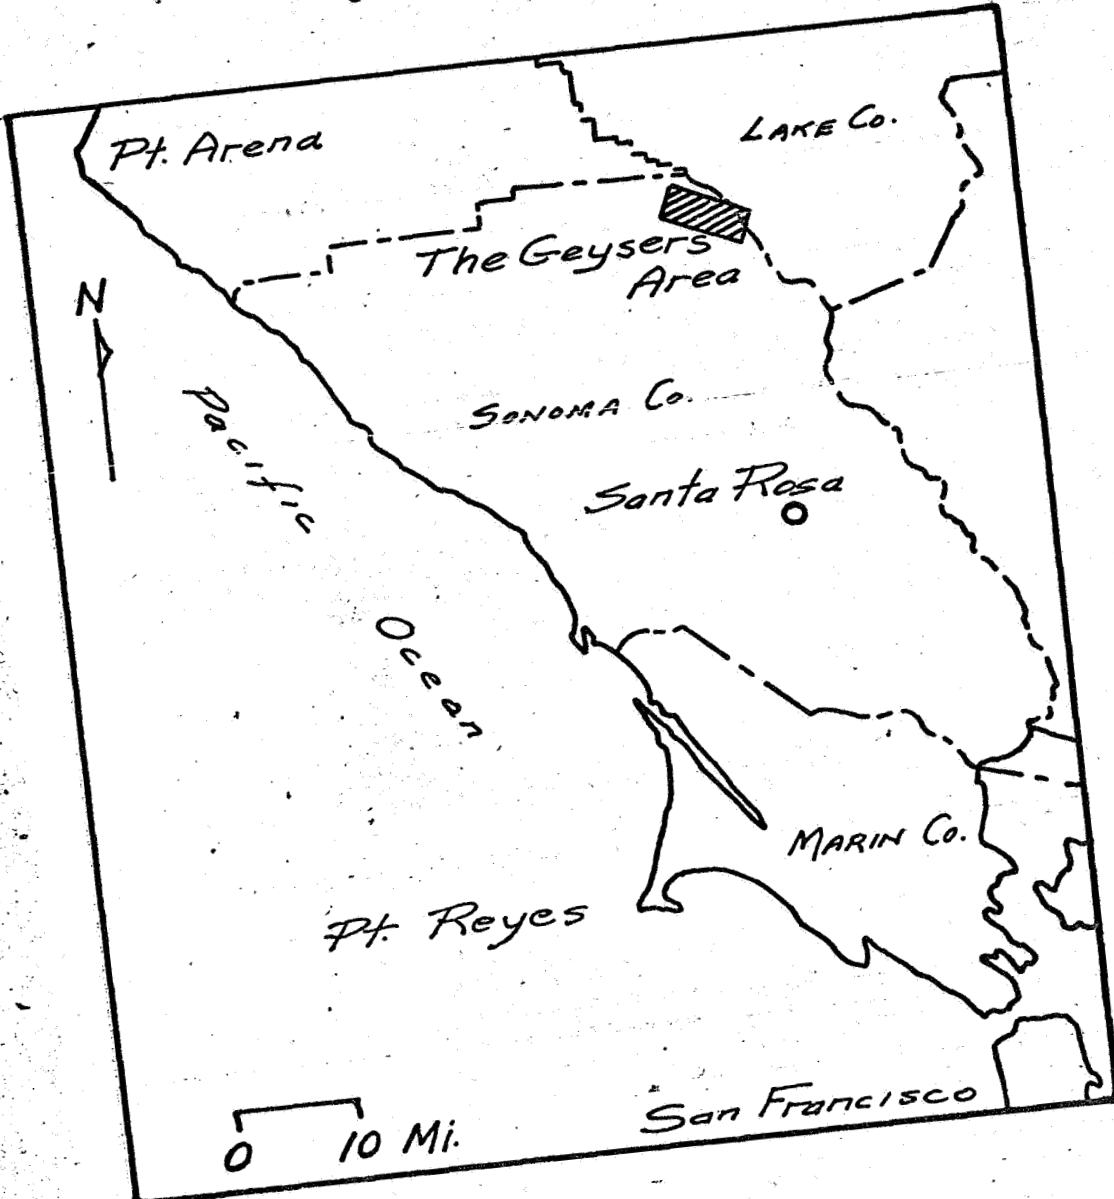 Pt. Arena
LAKE Co.
The Geysers
Area
N
SONOMA Co.
Pacific
Santa Rosa
Ocean
MARIN Co.
Pt. Reyes
San Francisco
0 10 Mi.